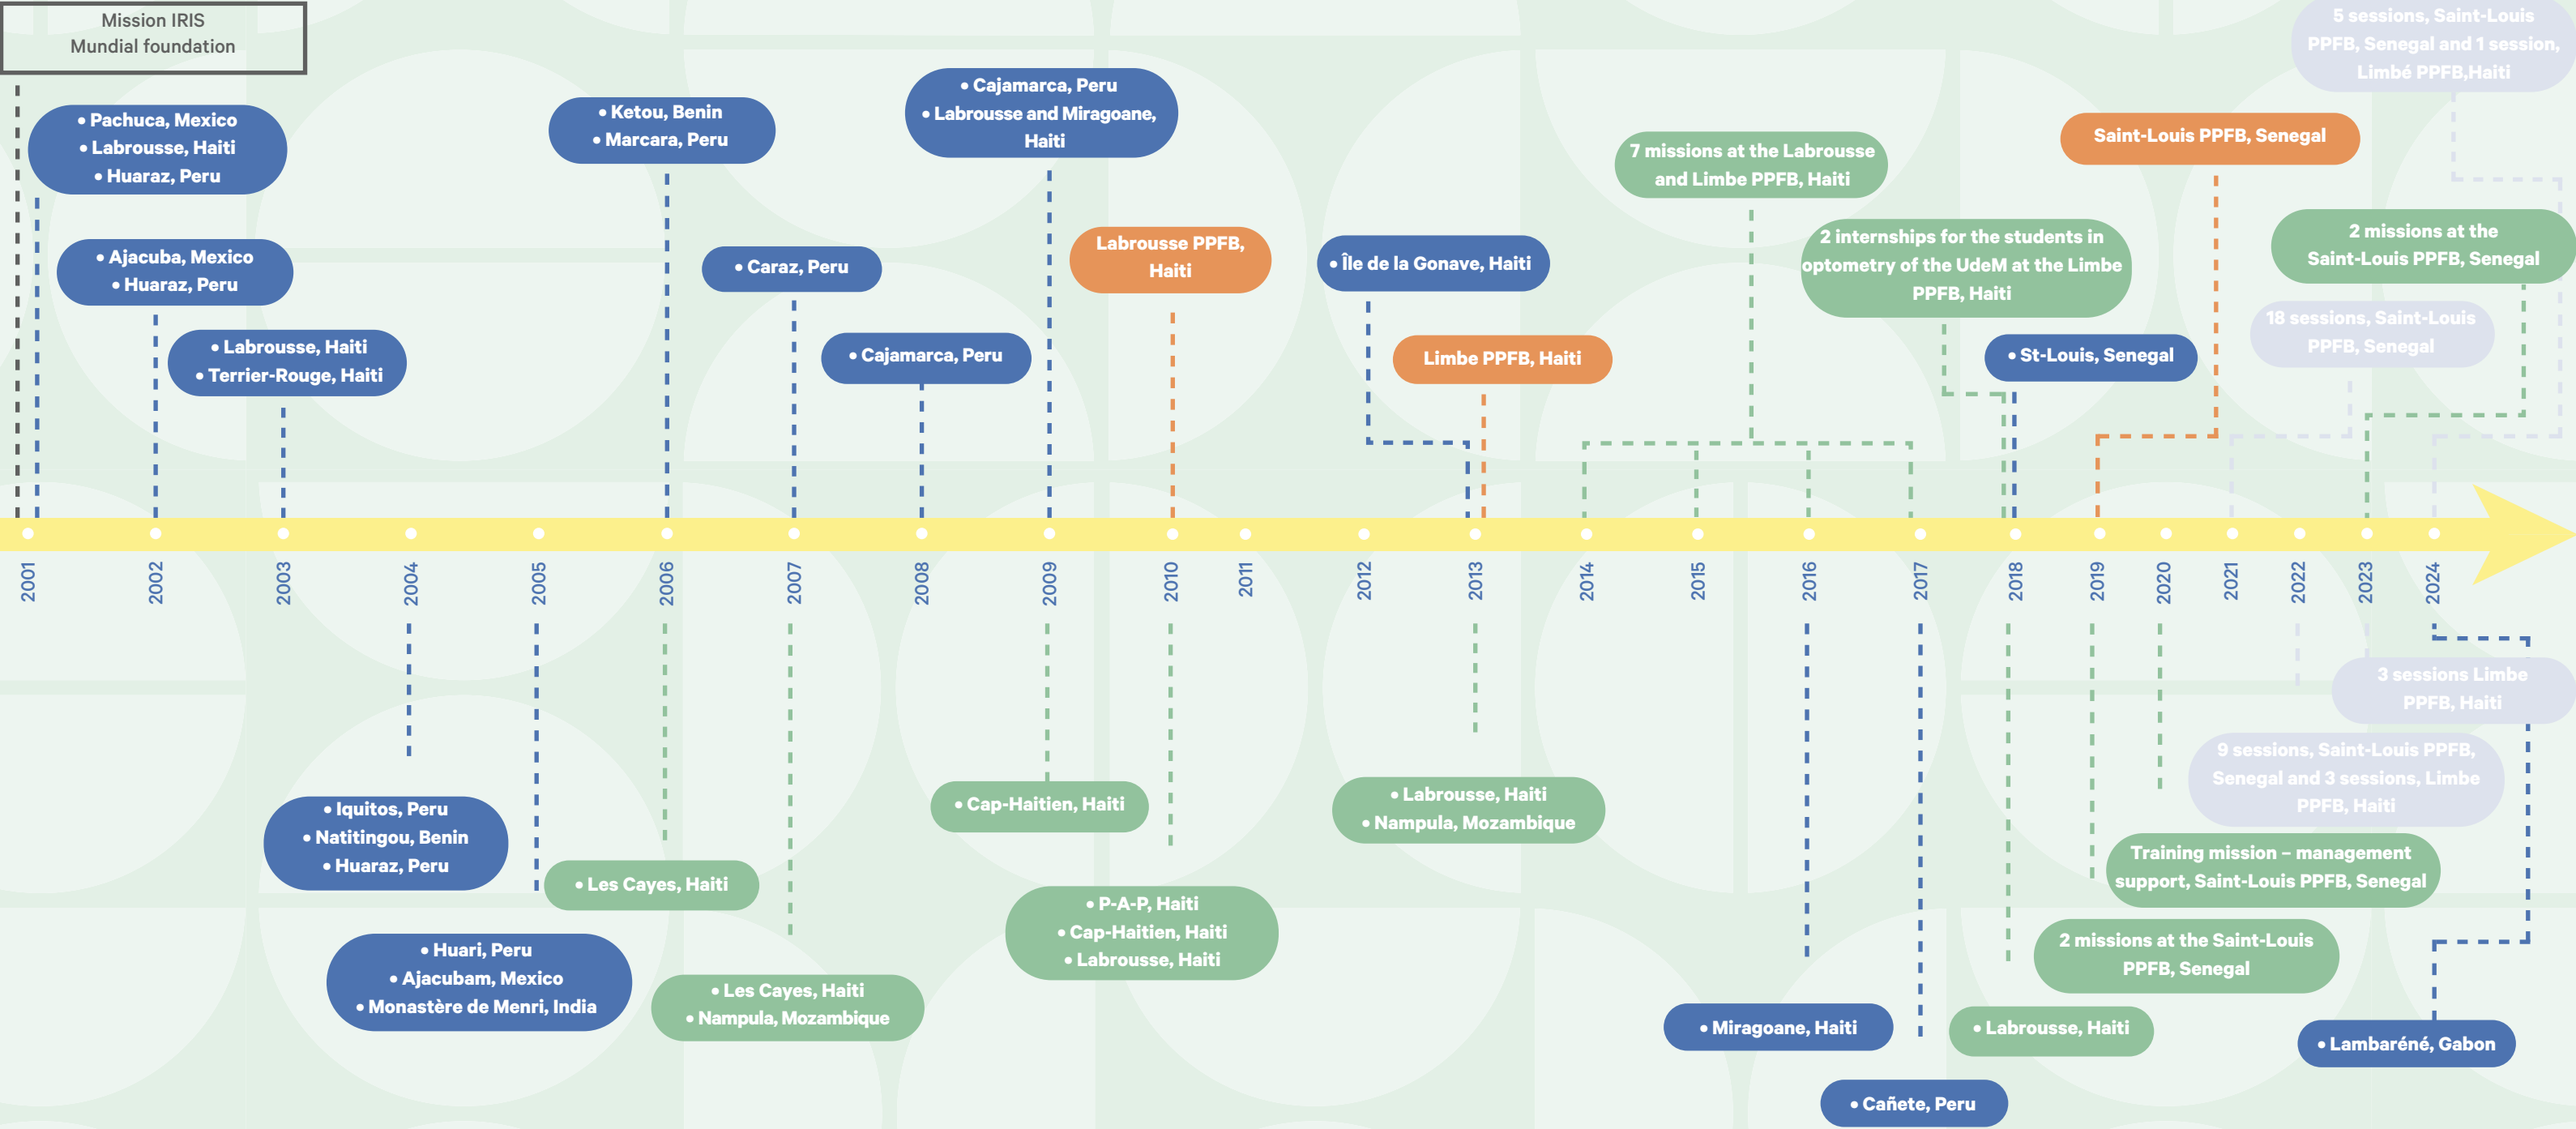 Mission IRIS
Mundial foundation
• Pachuca, Mexico
• Labrousse, Haiti
• Huaraz, Peru
• Ajacuba, Mexico
• Huaraz, Peru
• Labrousse, Haiti
• Terrier-Rouge, Haiti
• Ketou, Benin
• Marcara, Peru
• Caraz, Peru
• Cajamarca, Peru
• Cajamarca, Peru
• Labrousse and Miragoane,
Haiti
Labrousse PPFB,
Haiti
• Île de la Gonave, Haiti
Limbe PPFB, Haiti
7 missions at the Labrousse
and Limbe PPFB, Haiti
2 internships for the students in
optometry of the UdeM at the Limbe
PPFB, Haiti
• St-Louis, Senegal
Saint-Louis PPFB, Senegal
5 sessions, Saint-Louis
PPFB, Senegal and 1 session,
Limbé PPFB,Haiti
2 missions at the
Saint-Louis PPFB, Senegal
18 sessions, Saint-Louis
PPFB, Senegal
2001
2002
2003
2004
2005
2006
2007
2008
2009
2010
2011
2012
2013
2014
2015
2016
2017
2018
2019
2020
2021
2022
2023
2024
• Iquitos, Peru
• Natitingou, Benin
• Huaraz, Peru
• Huari, Peru
• Ajacubam, Mexico
• Monastère de Menri, India
• Les Cayes, Haiti
• Les Cayes, Haiti
• Nampula, Mozambique
• Cap-Haitien, Haiti
• P-A-P, Haiti
• Cap-Haitien, Haiti
• Labrousse, Haiti
• Labrousse, Haiti
• Nampula, Mozambique
• Miragoane, Haiti
• Cañete, Peru
• Labrousse, Haiti
2 missions at the Saint-Louis
PPFB, Senegal
Training mission – management
support, Saint-Louis PPFB, Senegal
9 sessions, Saint-Louis PPFB,
Senegal and 3 sessions, Limbe
PPFB, Haiti
3 sessions Limbe
PPFB, Haiti
• Lambaréné, Gabon